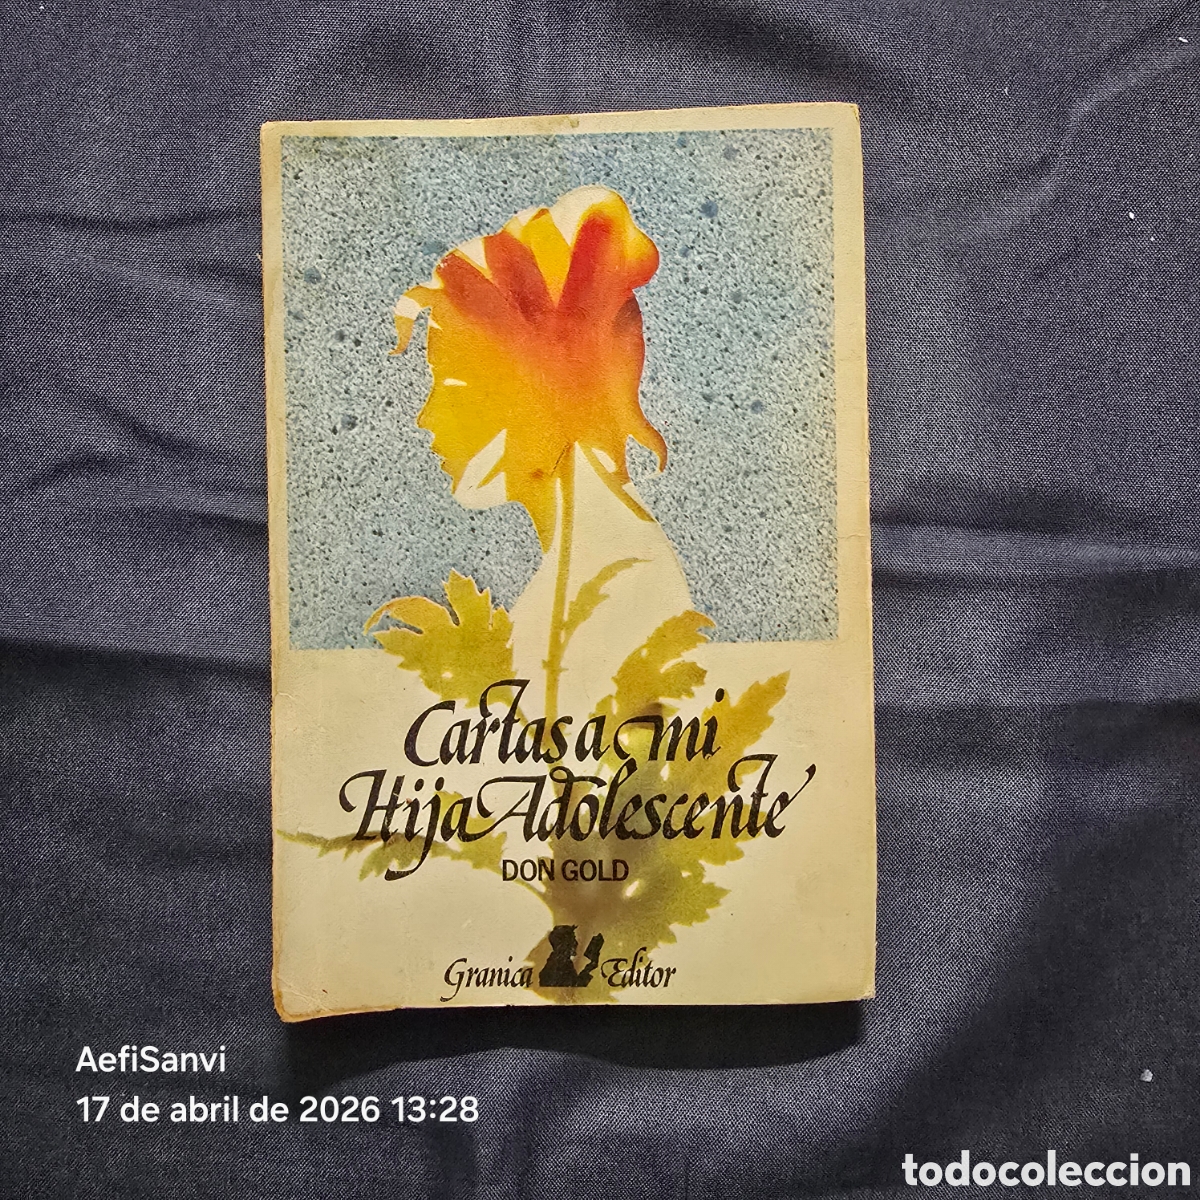 Cartas a mi
Hija Adolescente
DON GOLD
Granica Editor
AefiSanvi
17 de abril de 2026 13:28
todocoleccion